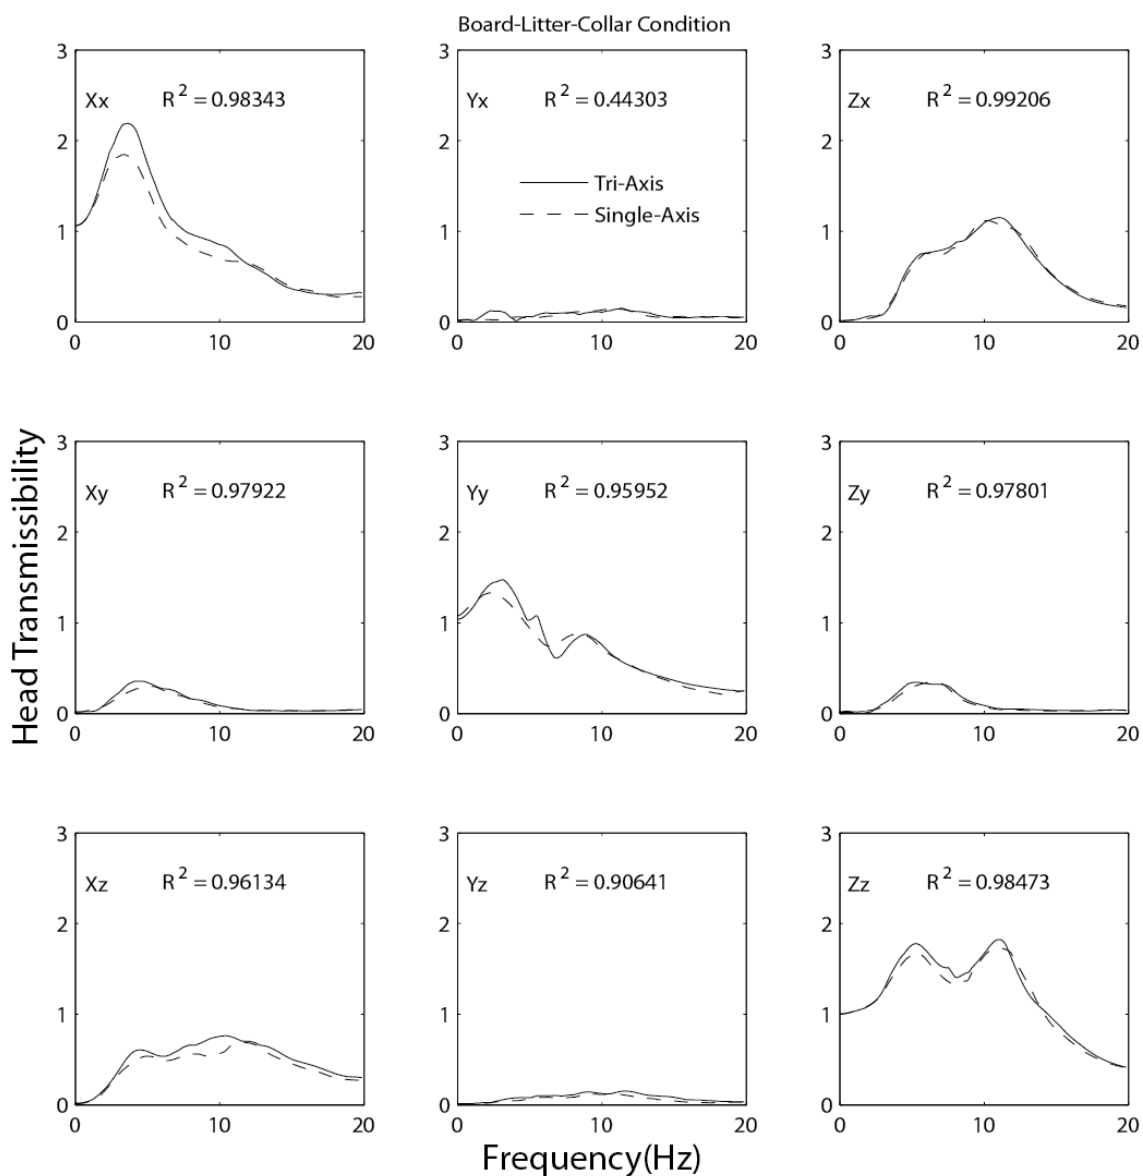 Board-Litter-Collar Condition
3
Xx R² = 0.98343
2
1
0
0 10 20
3
Yx R² = 0.44303
2
Tri-Axis
Single-Axis
1
0
0 10 20
3
Zx R² = 0.99206
2
1
0
0 10 20
Head Transmissibility
3
Xy R² = 0.97922
2
1
0
0 10 20
3
Yy R² = 0.95952
2
1
0
0 10 20
3
Zy R² = 0.97801
2
1
0
0 10 20
3
Xz R² = 0.96134
2
1
0
0 10 20
3
Yz R² = 0.90641
2
1
0
0 10 20
3
Zz R² = 0.98473
2
1
0
0 10 20
Frequency(Hz)